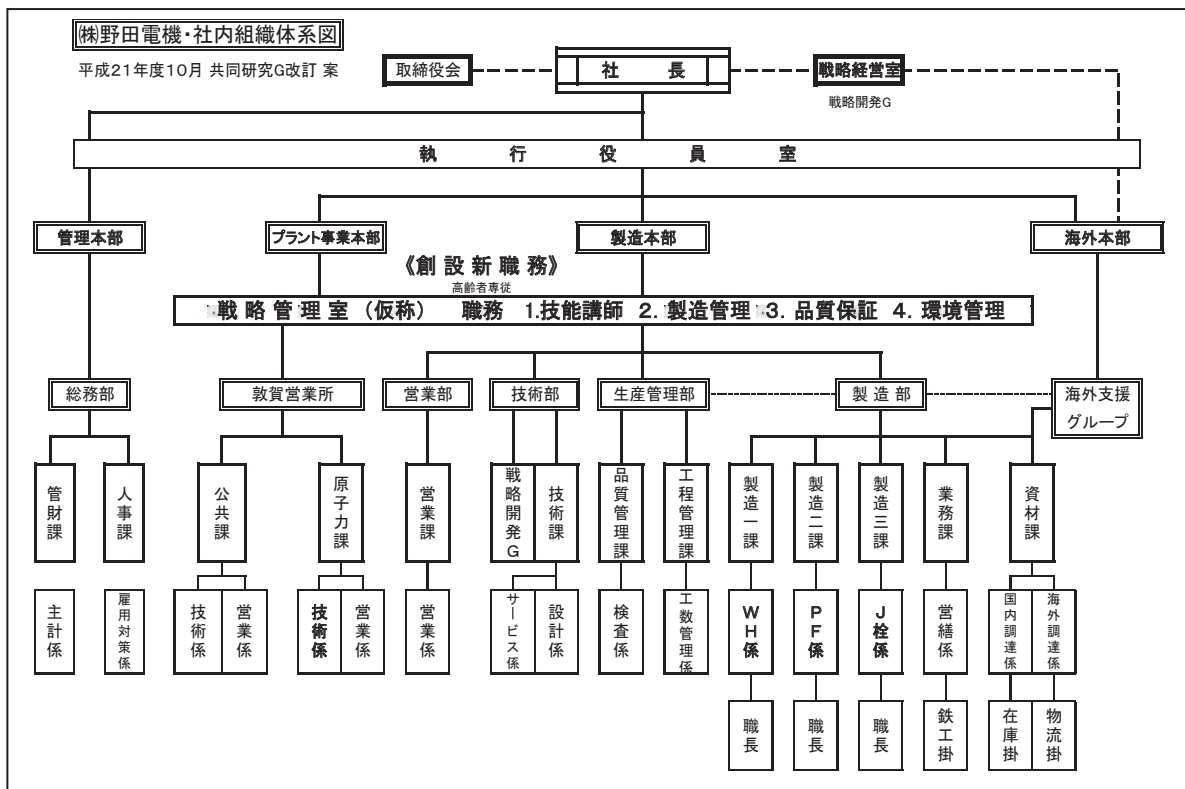 ㈱野田電機・社内組織体系図
平成21年度10月 共同研究G改訂 案
取締役会
社 長
戦略経営室
戦略開発G
執 行 役 員 室
管理本部
プラント事業本部
製造本部
海外本部
《創設新職務》
高齢者専従
戦略管理室(仮称) 職務 1.技能講師 2.製造管理 3.品質保証 4.環境管理
総務部
敦賀営業所
営業部
技術部
生産管理部
製造部
海外支援
グループ
管財課
人事課
公共課
原子力課
営業課
戦略開発G
技術課
品質管理課
工程管理課
製造一課
製造二課
製造三課
業務課
資材課
主計係
雇用対策係
技術係
営業係
技術係
営業係
営業係
サービス係
設計係
検査係
工数管理係
WH係
PF係
J栓係
営繕係
国内調達係
海外調達係
職長
職長
職長
鉄工掛
在庫掛
物流掛